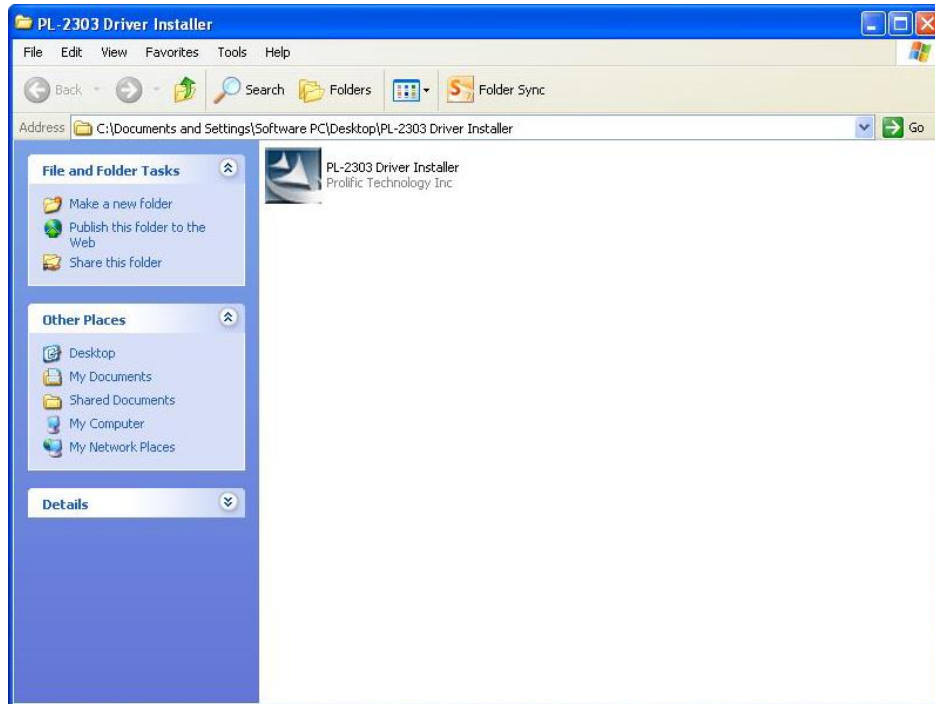 PL-2303 Driver Installer
File Edit View Favorites Tools Help
Back Search Folders Folder Sync
Address C:\Documents and Settings\Software PC\Desktop\PL-2303 Driver Installer Go
File and Folder Tasks
Make a new folder
Publish this folder to the
Web
Share this folder
Other Places
Desktop
My Documents
Shared Documents
My Computer
My Network Places
Details
PL-2303 Driver Installer
Prolific Technology Inc